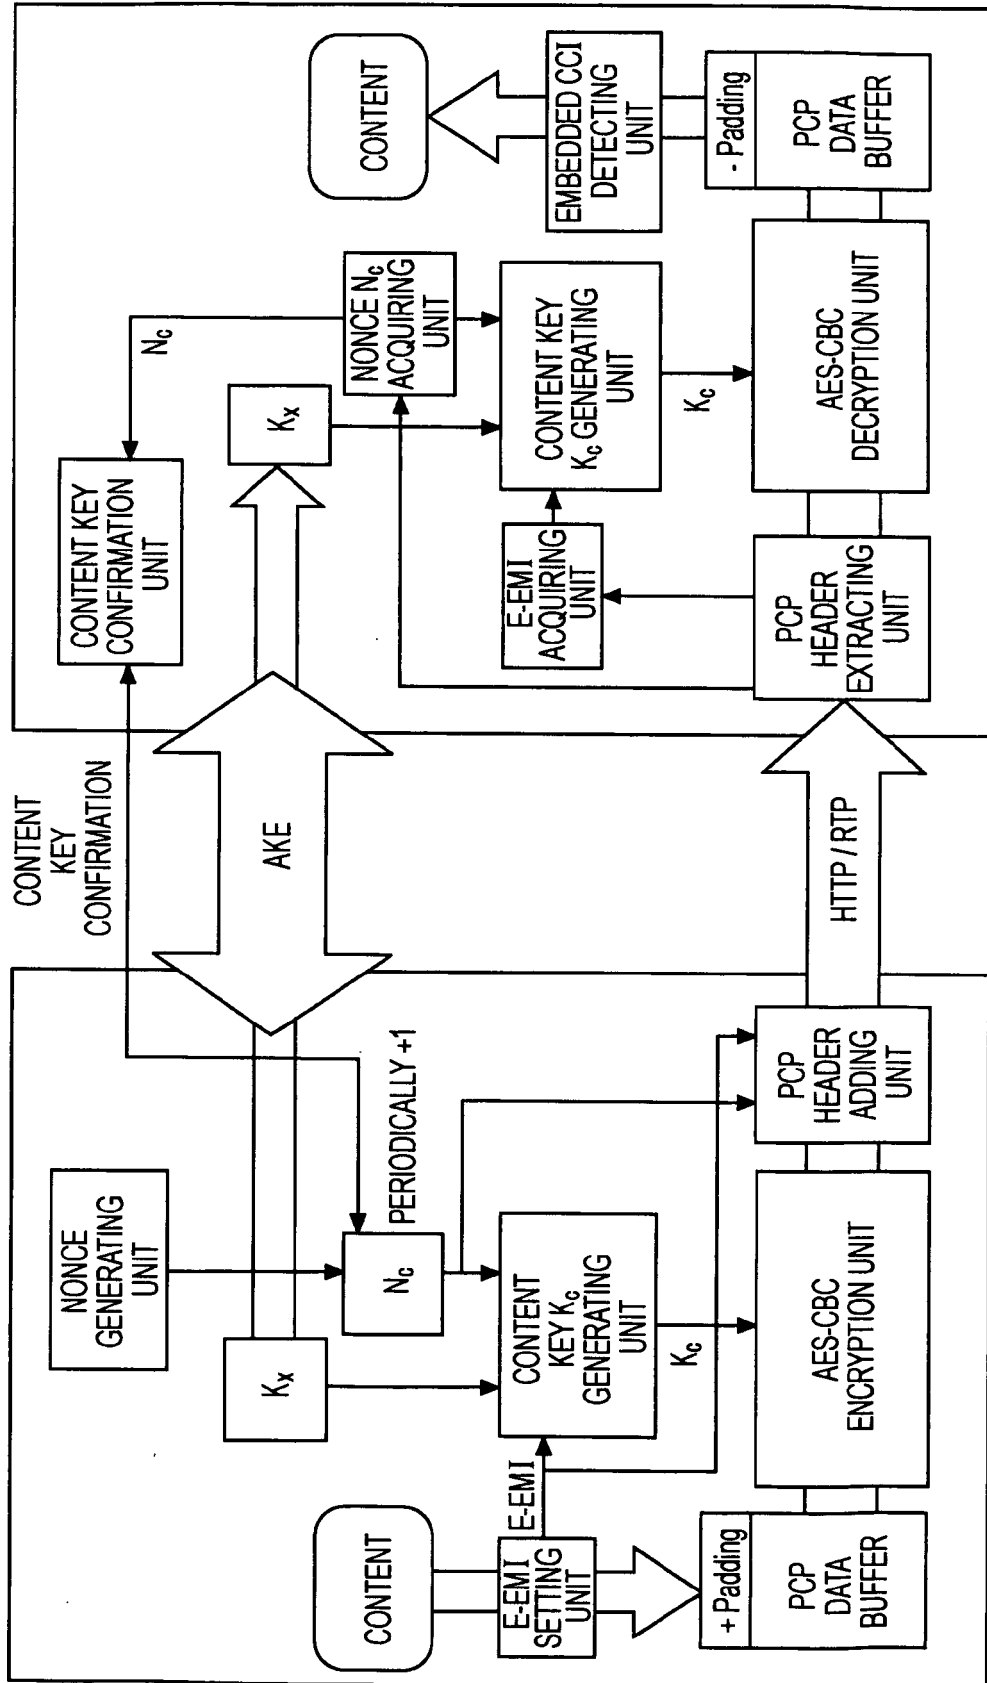 CONTENT
E-EMI
SETTING
UNIT
E-EMI
+ Padding
PCP
DATA
BUFFER
NONCE
GENERATING
UNIT
Kx
Nc
PERIODICALLY +1
CONTENT
KEY Kc
GENERATING
UNIT
Kc
AES-CBC
ENCRYPTION UNIT
PCP
HEADER
ADDING
UNIT
CONTENT
KEY
CONFIRMATION
AKE
HTTP / RTP
CONTENT KEY
CONFIRMATION
UNIT
Nc
Kx
NONCE Nc
ACQUIRING
UNIT
E-EMI
ACQUIRING
UNIT
CONTENT KEY
Kc GENERATING
UNIT
Kc
PCP
HEADER
EXTRACTING
UNIT
AES-CBC
DECRYPTION UNIT
CONTENT
EMBEDDED CCI
DETECTING
UNIT
- Padding
PCP
DATA
BUFFER